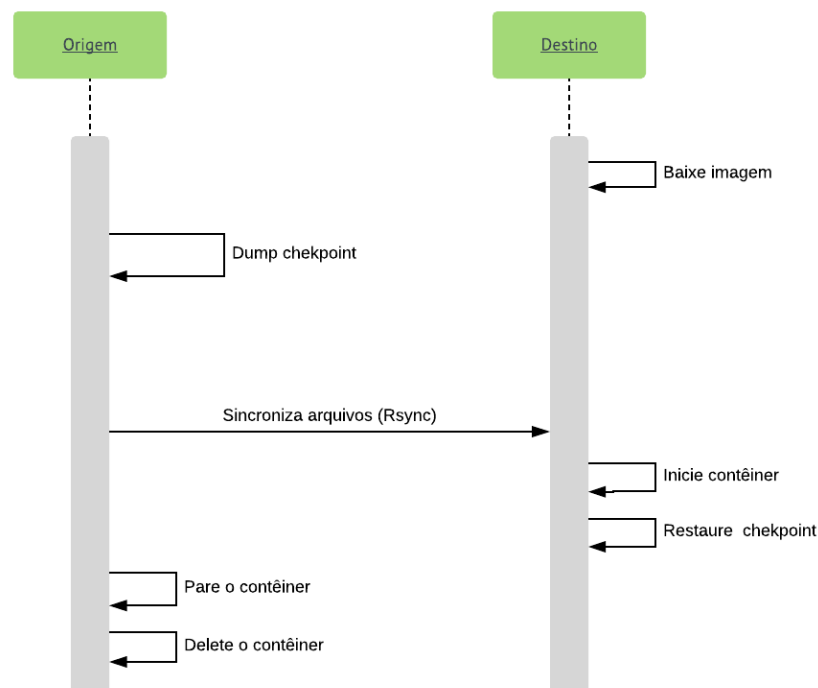 Origem
Destino
Baixe imagem
Dump chekpoint
Sincroniza arquivos (Rsync)
Inicie contêiner
Restaure chekpoint
Pare o contêiner
Delete o contêiner